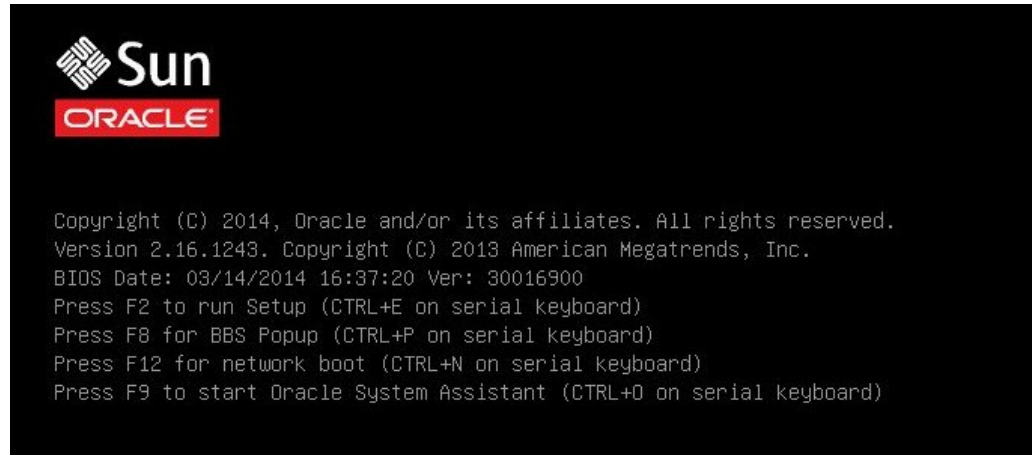 Sun
ORACLE
Copyright (C) 2014, Oracle and/or its affiliates. All rights reserved.
Version 2.16.1243. Copyright (C) 2013 American Megatrends, Inc.
BIOS Date: 03/14/2014 16:37:20 Ver: 30016900
Press F2 to run Setup (CTRL+E on serial keyboard)
Press F8 for BBS Popup (CTRL+P on serial keyboard)
Press F12 for network boot (CTRL+N on serial keyboard)
Press F9 to start Oracle System Assistant (CTRL+O on serial keyboard)